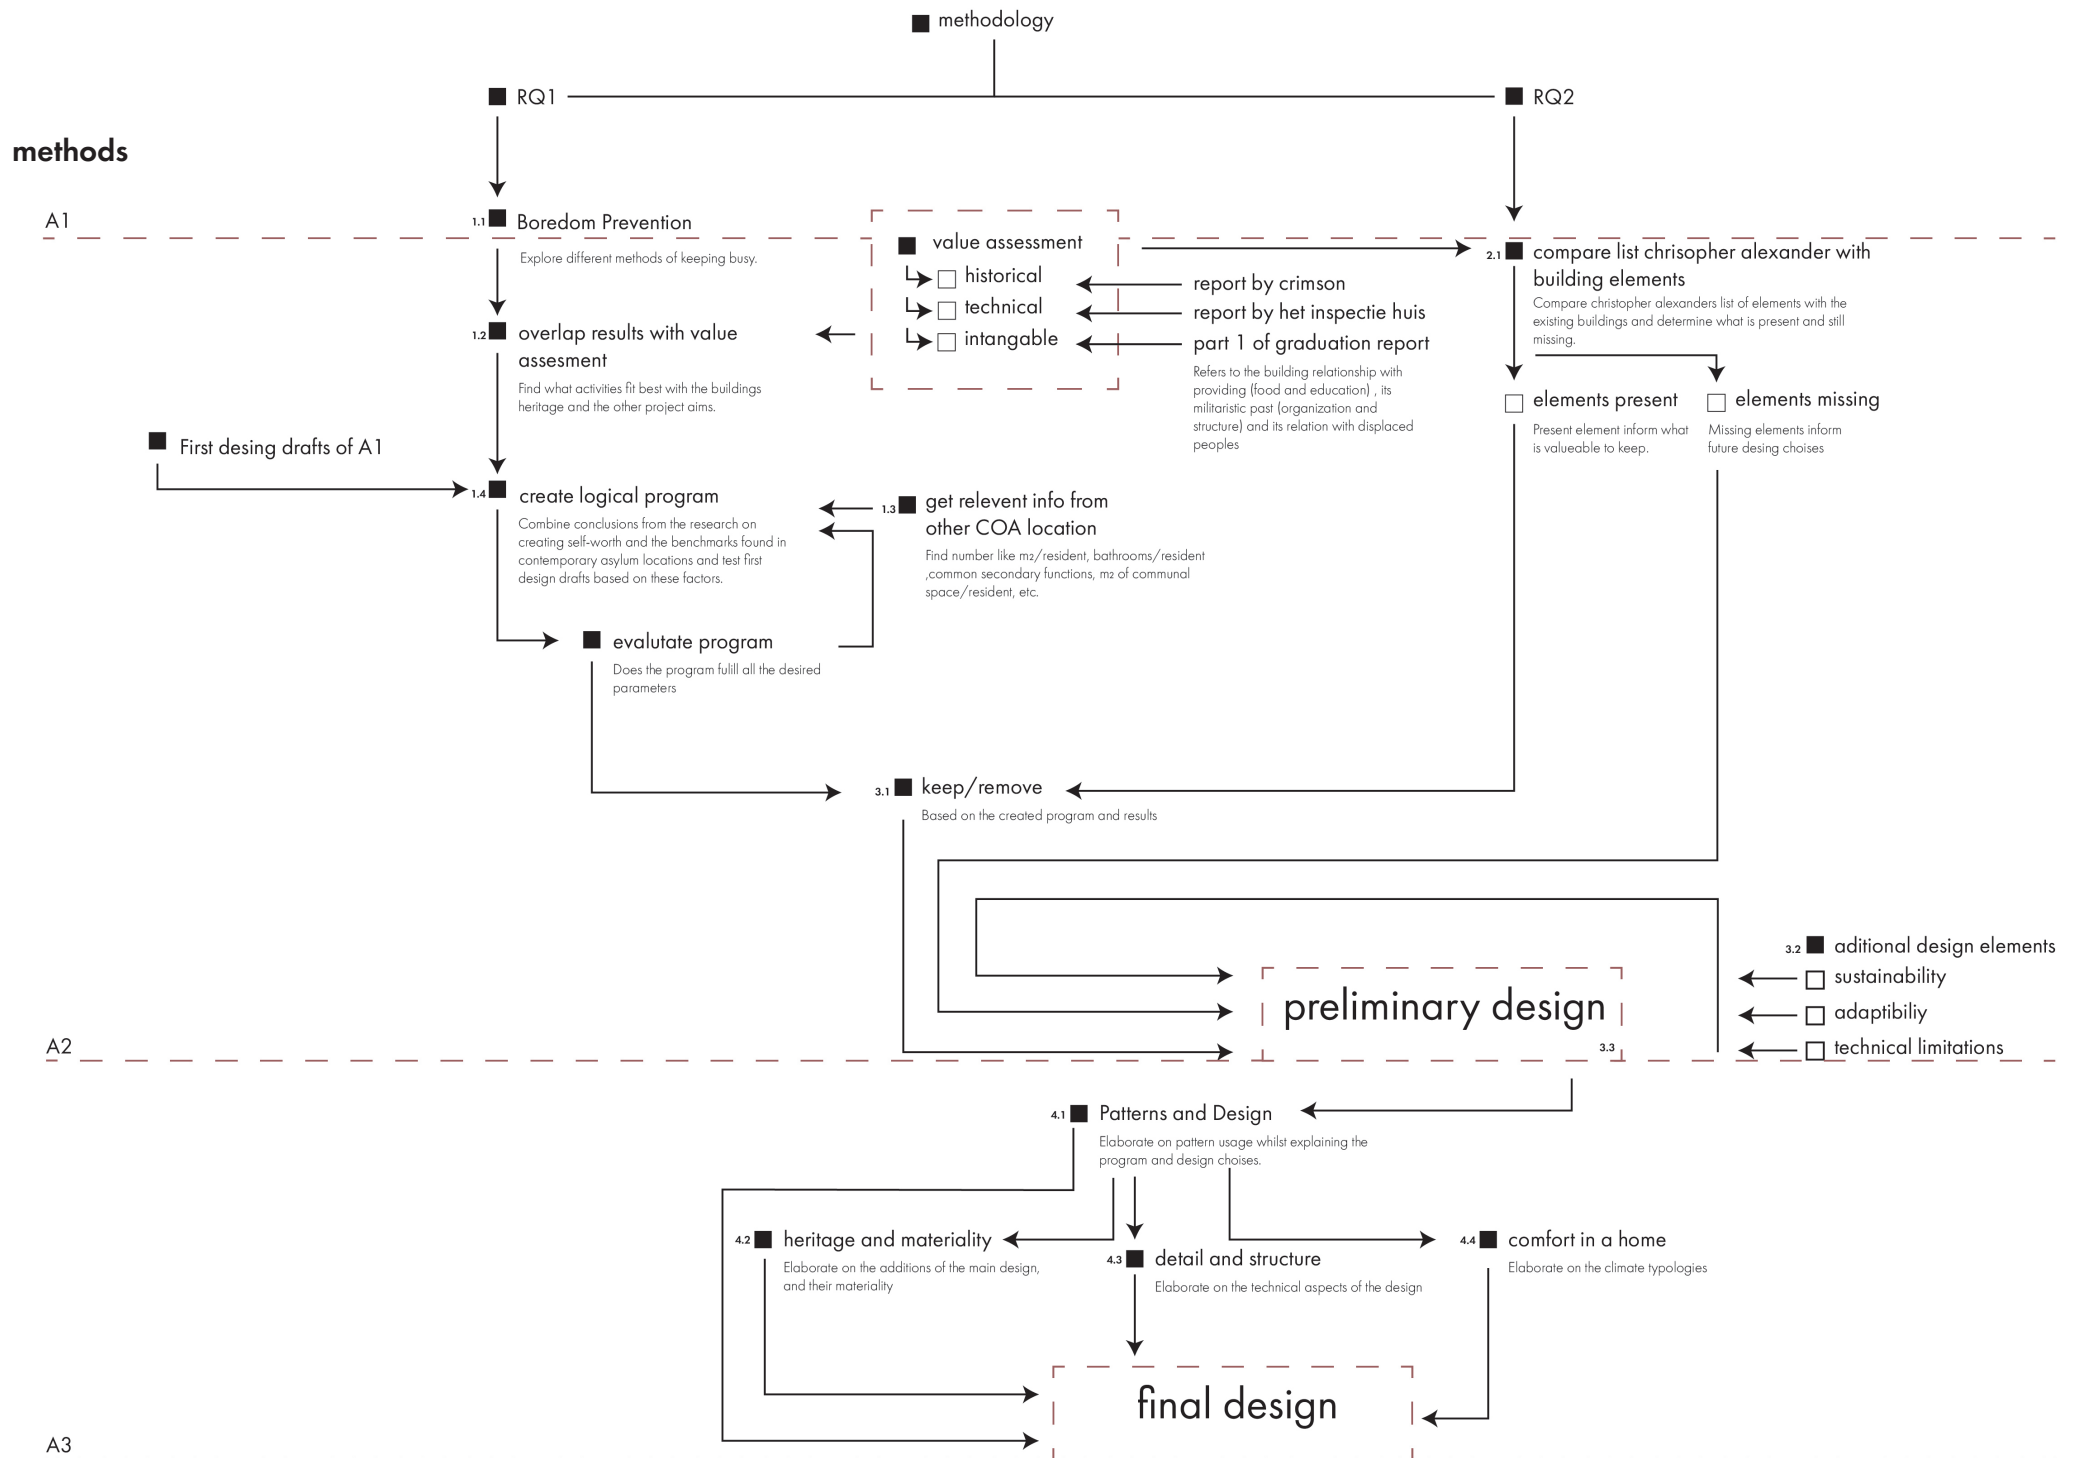 methodology
RQ1
RQ2
methods
A1
1.1 Boredom Prevention
Explore different methods of keeping busy.
value assessment
historical
technical
intangable
report by crimson
report by het inspectie huis
part 1 of graduation report
Refers to the building relationship with
providing (food and education) , its
militaristic past (organization and
structure) and its relation with displaced
peoples
2.1 compare list chrisopher alexander with
building elements
Compare christopher alexanders list of elements with the
existing buildings and determine what is present and still
missing.
1.2 overlap results with value
assesment
Find what activities fit best with the buildings
heritage and the other project aims.
elements present
Present element inform what
is valueable to keep.
elements missing
Missing elements inform
future desing choises
First desing drafts of A1
1.4 create logical program
Combine conclusions from the research on
creating self-worth and the benchmarks found in
contemporary asylum locations and test first
design drafts based on these factors.
1.3 get relevent info from
other COA location
Find number like m2/resident, bathrooms/resident
,common secondary functions, m2 of communal
space/resident, etc.
evalutate program
Does the program fulill all the desired
parameters
3.1 keep/remove
Based on the created program and results
3.2 aditional design elements
sustainability
adaptibiliy
technical limitations
preliminary design
3.3
A2
4.1 Patterns and Design
Elaborate on pattern usage whilst explaining the
program and design choises.
4.2 heritage and materiality
Elaborate on the additions of the main design,
and their materiality
4.3 detail and structure
Elaborate on the technical aspects of the design
4.4 comfort in a home
Elaborate on the climate typologies
final design
A3